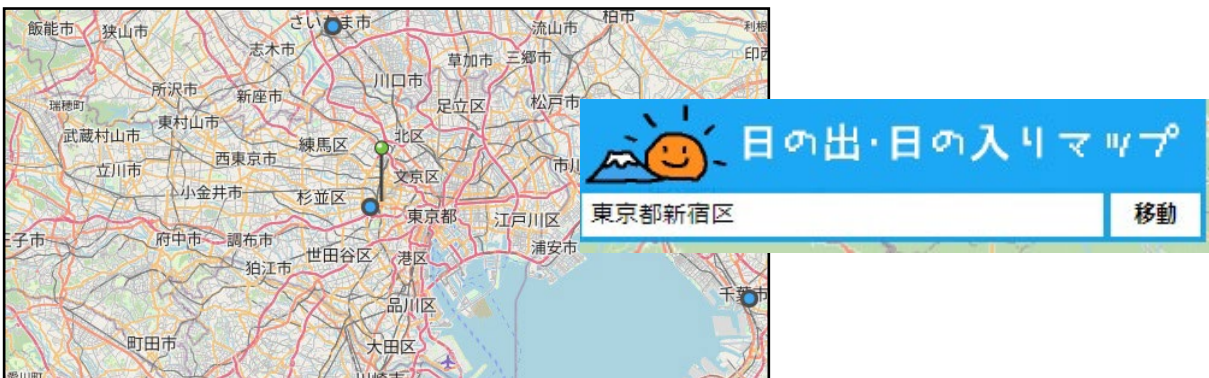 飯能市
狭山市
さいたま市
流山市
柏市
志木市
草加市
三郷市
川口市
所沢市
新座市
瑞穂町
足立区
松戸市
東村山市
武蔵村山市
練馬区
北区
西東京市
立川市
文京区
小金井市
杉並区
東京都
江戸川区
府中市
調布市
世田谷区
港区
浦安市
狛江市
品川区
千葉市
町田市
大田区
日の出・日の入りマップ
東京都新宿区
移動